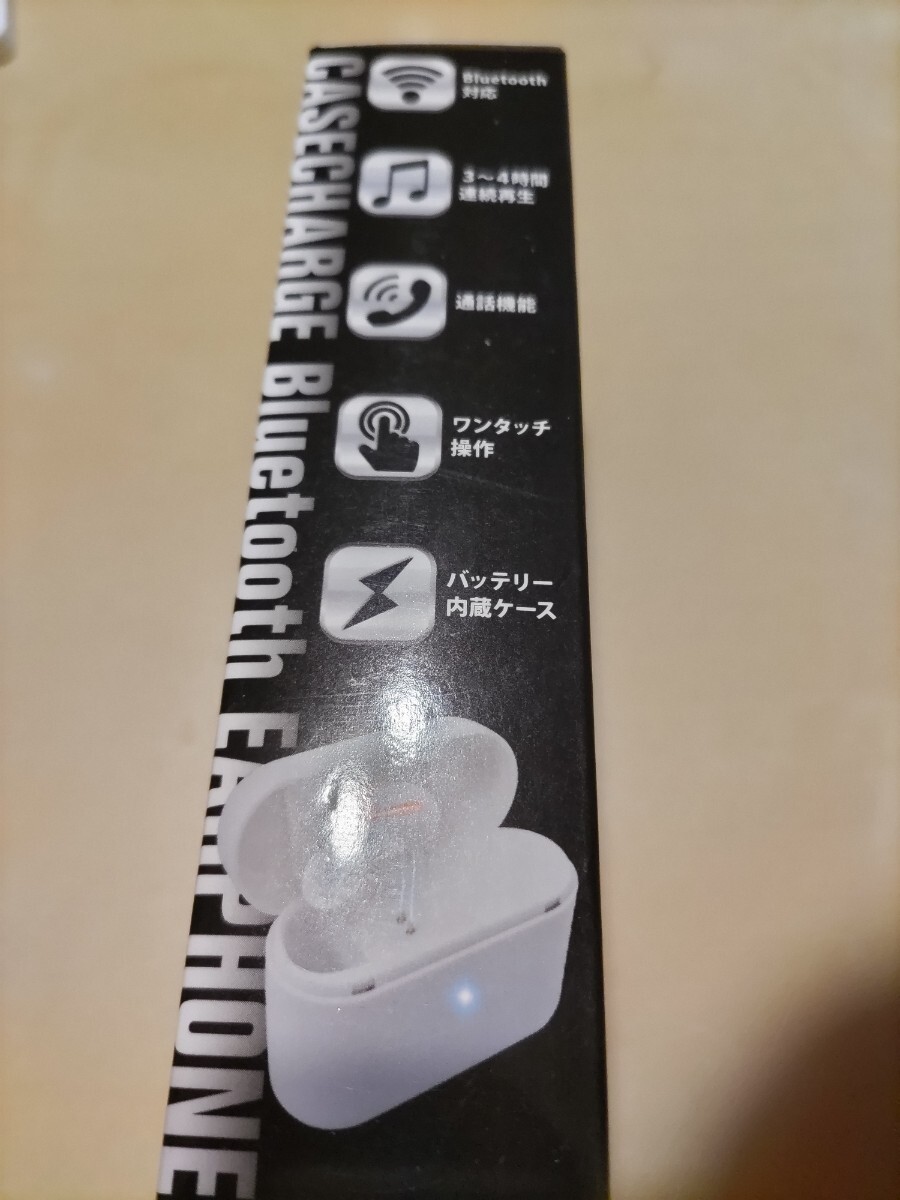 CASECHARGE Bluetooth EARPHONE
Bluetooth
対応
3～4時間
連続再生
通話機能
ワンタッチ
操作
バッテリー
内蔵ケース